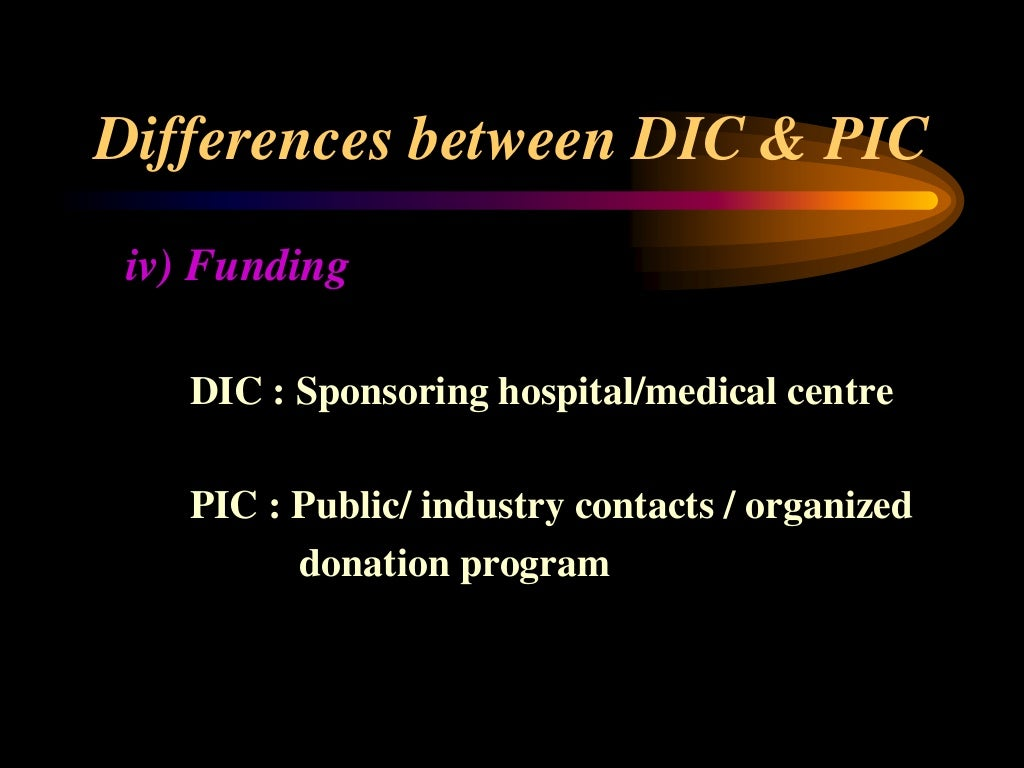 Differences between DIC & PIC
iv) Funding
DIC : Sponsoring hospital/medical centre
PIC : Public/ industry contacts / organized
donation program